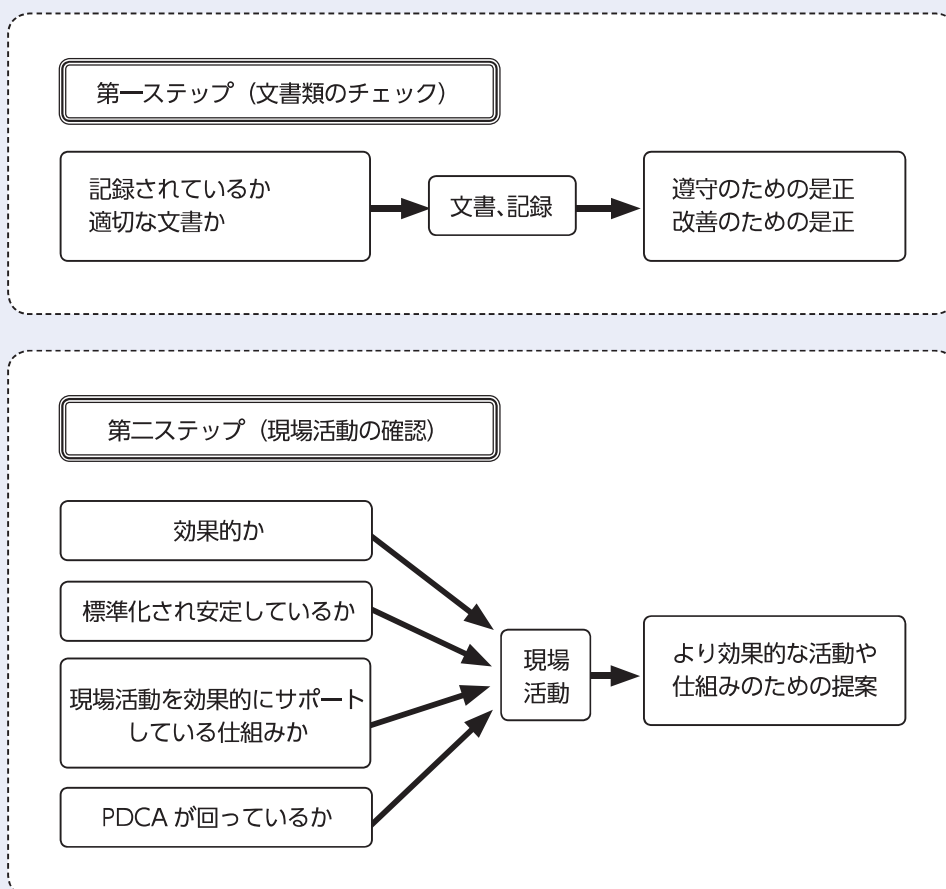 第一ステップ（文書類のチェック）
記録されているか
適切な文書か
文書、記録
遵守のための是正
改善のための是正
第二ステップ（現場活動の確認）
効果的か
標準化され安定しているか
現場活動を効果的にサポート
している仕組みか
PDCA が回っているか
現場
活動
より効果的な活動や
仕組みのための提案